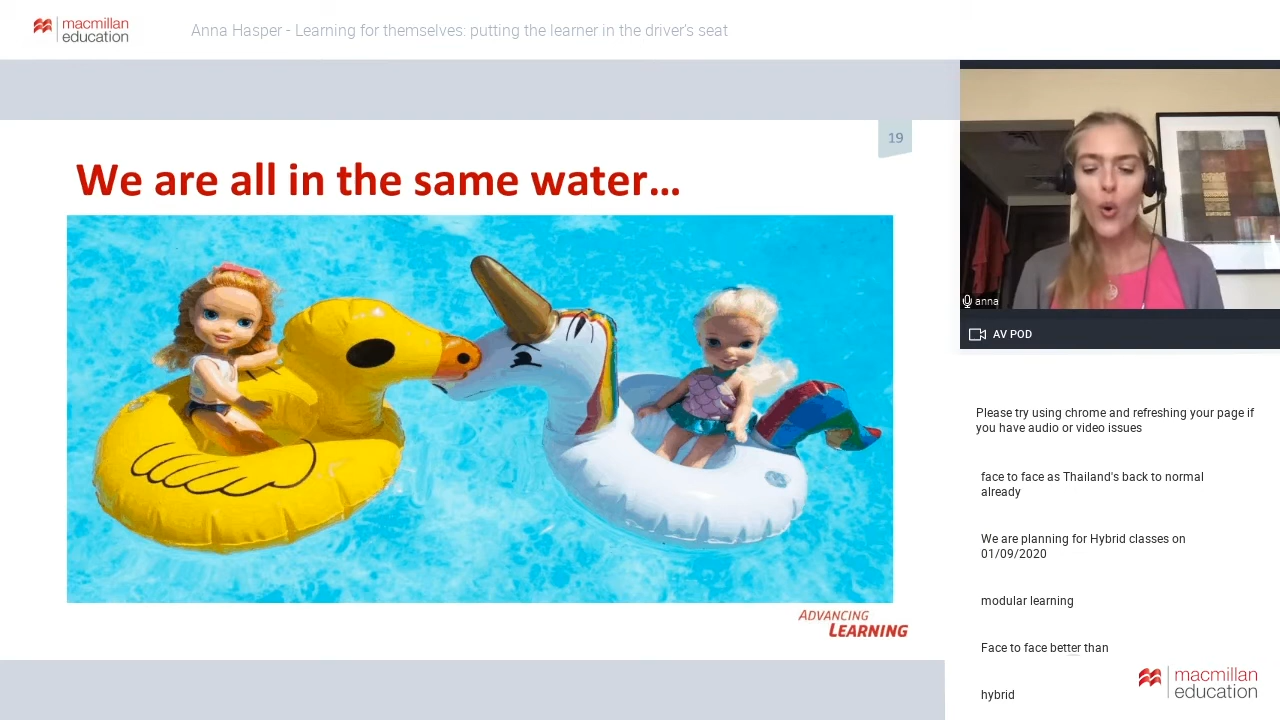 macmillan
education
Anna Hasper - Learning for themselves: putting the learner in the driver's seat
19
We are all in the same water...
ADVANCING
LEARNING
anna
AV POD
Please try using chrome and refreshing your page if
you have audio or video issues
face to face as Thailand's back to normal
already
We are planning for Hybrid classes on
01/09/2020
modular learning
Face to face better than
hybrid
macmillan
education